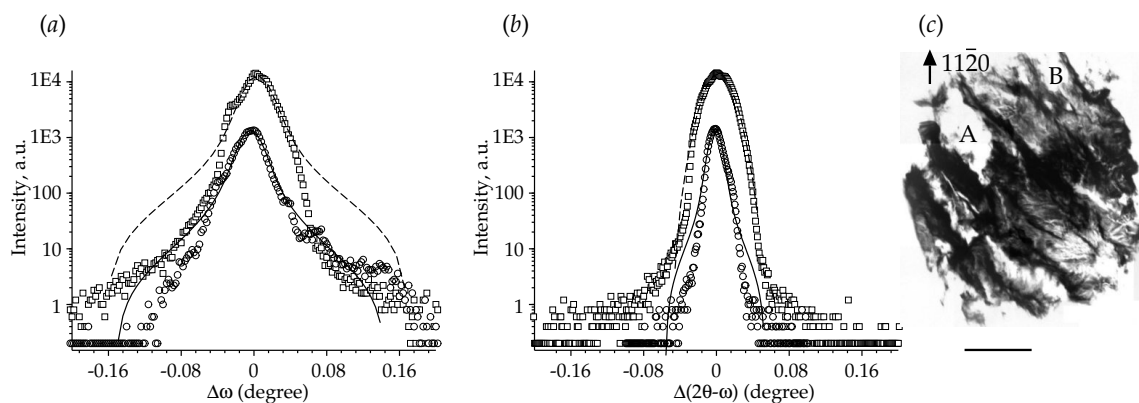 (a)
Intensity, a.u.
1E4
1E3
100
10
1
-0.16 -0.08 0 0.08 0.16
Δω (degree)
(b)
Intensity, a.u.
1E4
1E3
100
10
1
-0.16 -0.08 0 0.08 0.16
Δ(2θ-ω) (degree)
(c)
112̄0
A
B